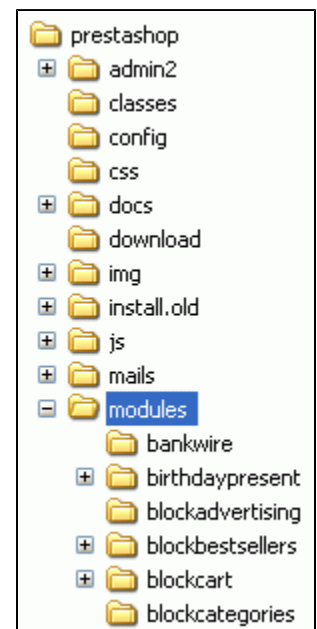 prestashop
admin2
classes
config
css
docs
download
img
install.old
js
mails
modules
bankwire
birthdaypresent
blockadvertising
blockbestsellers
blockcart
blockcategories